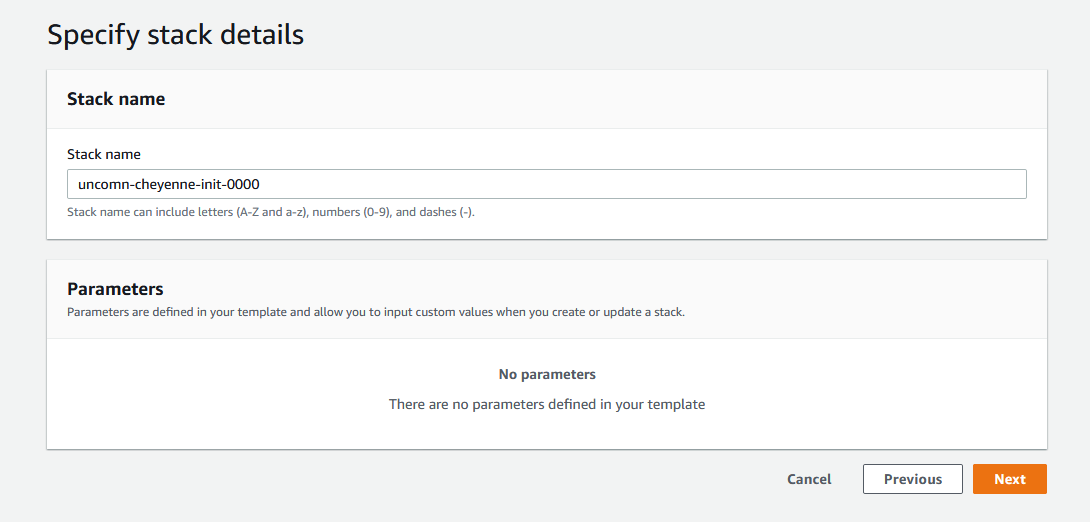 Specify stack details
Stack name
Stack name
uncomn-cheyenne-init-0000
Stack name can include letters (A-Z and a-z), numbers (0-9), and dashes (-).
Parameters
Parameters are defined in your template and allow you to input custom values when you create or update a stack.
No parameters
There are no parameters defined in your template
Cancel Previous Next